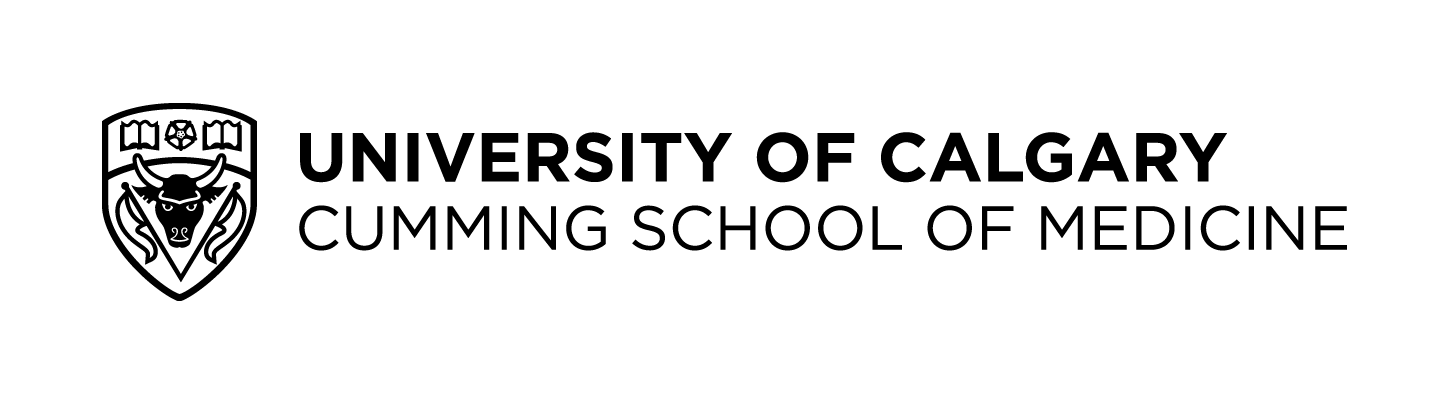 UNIVERSITY OF CALGARY
CUMMING SCHOOL OF MEDICINE